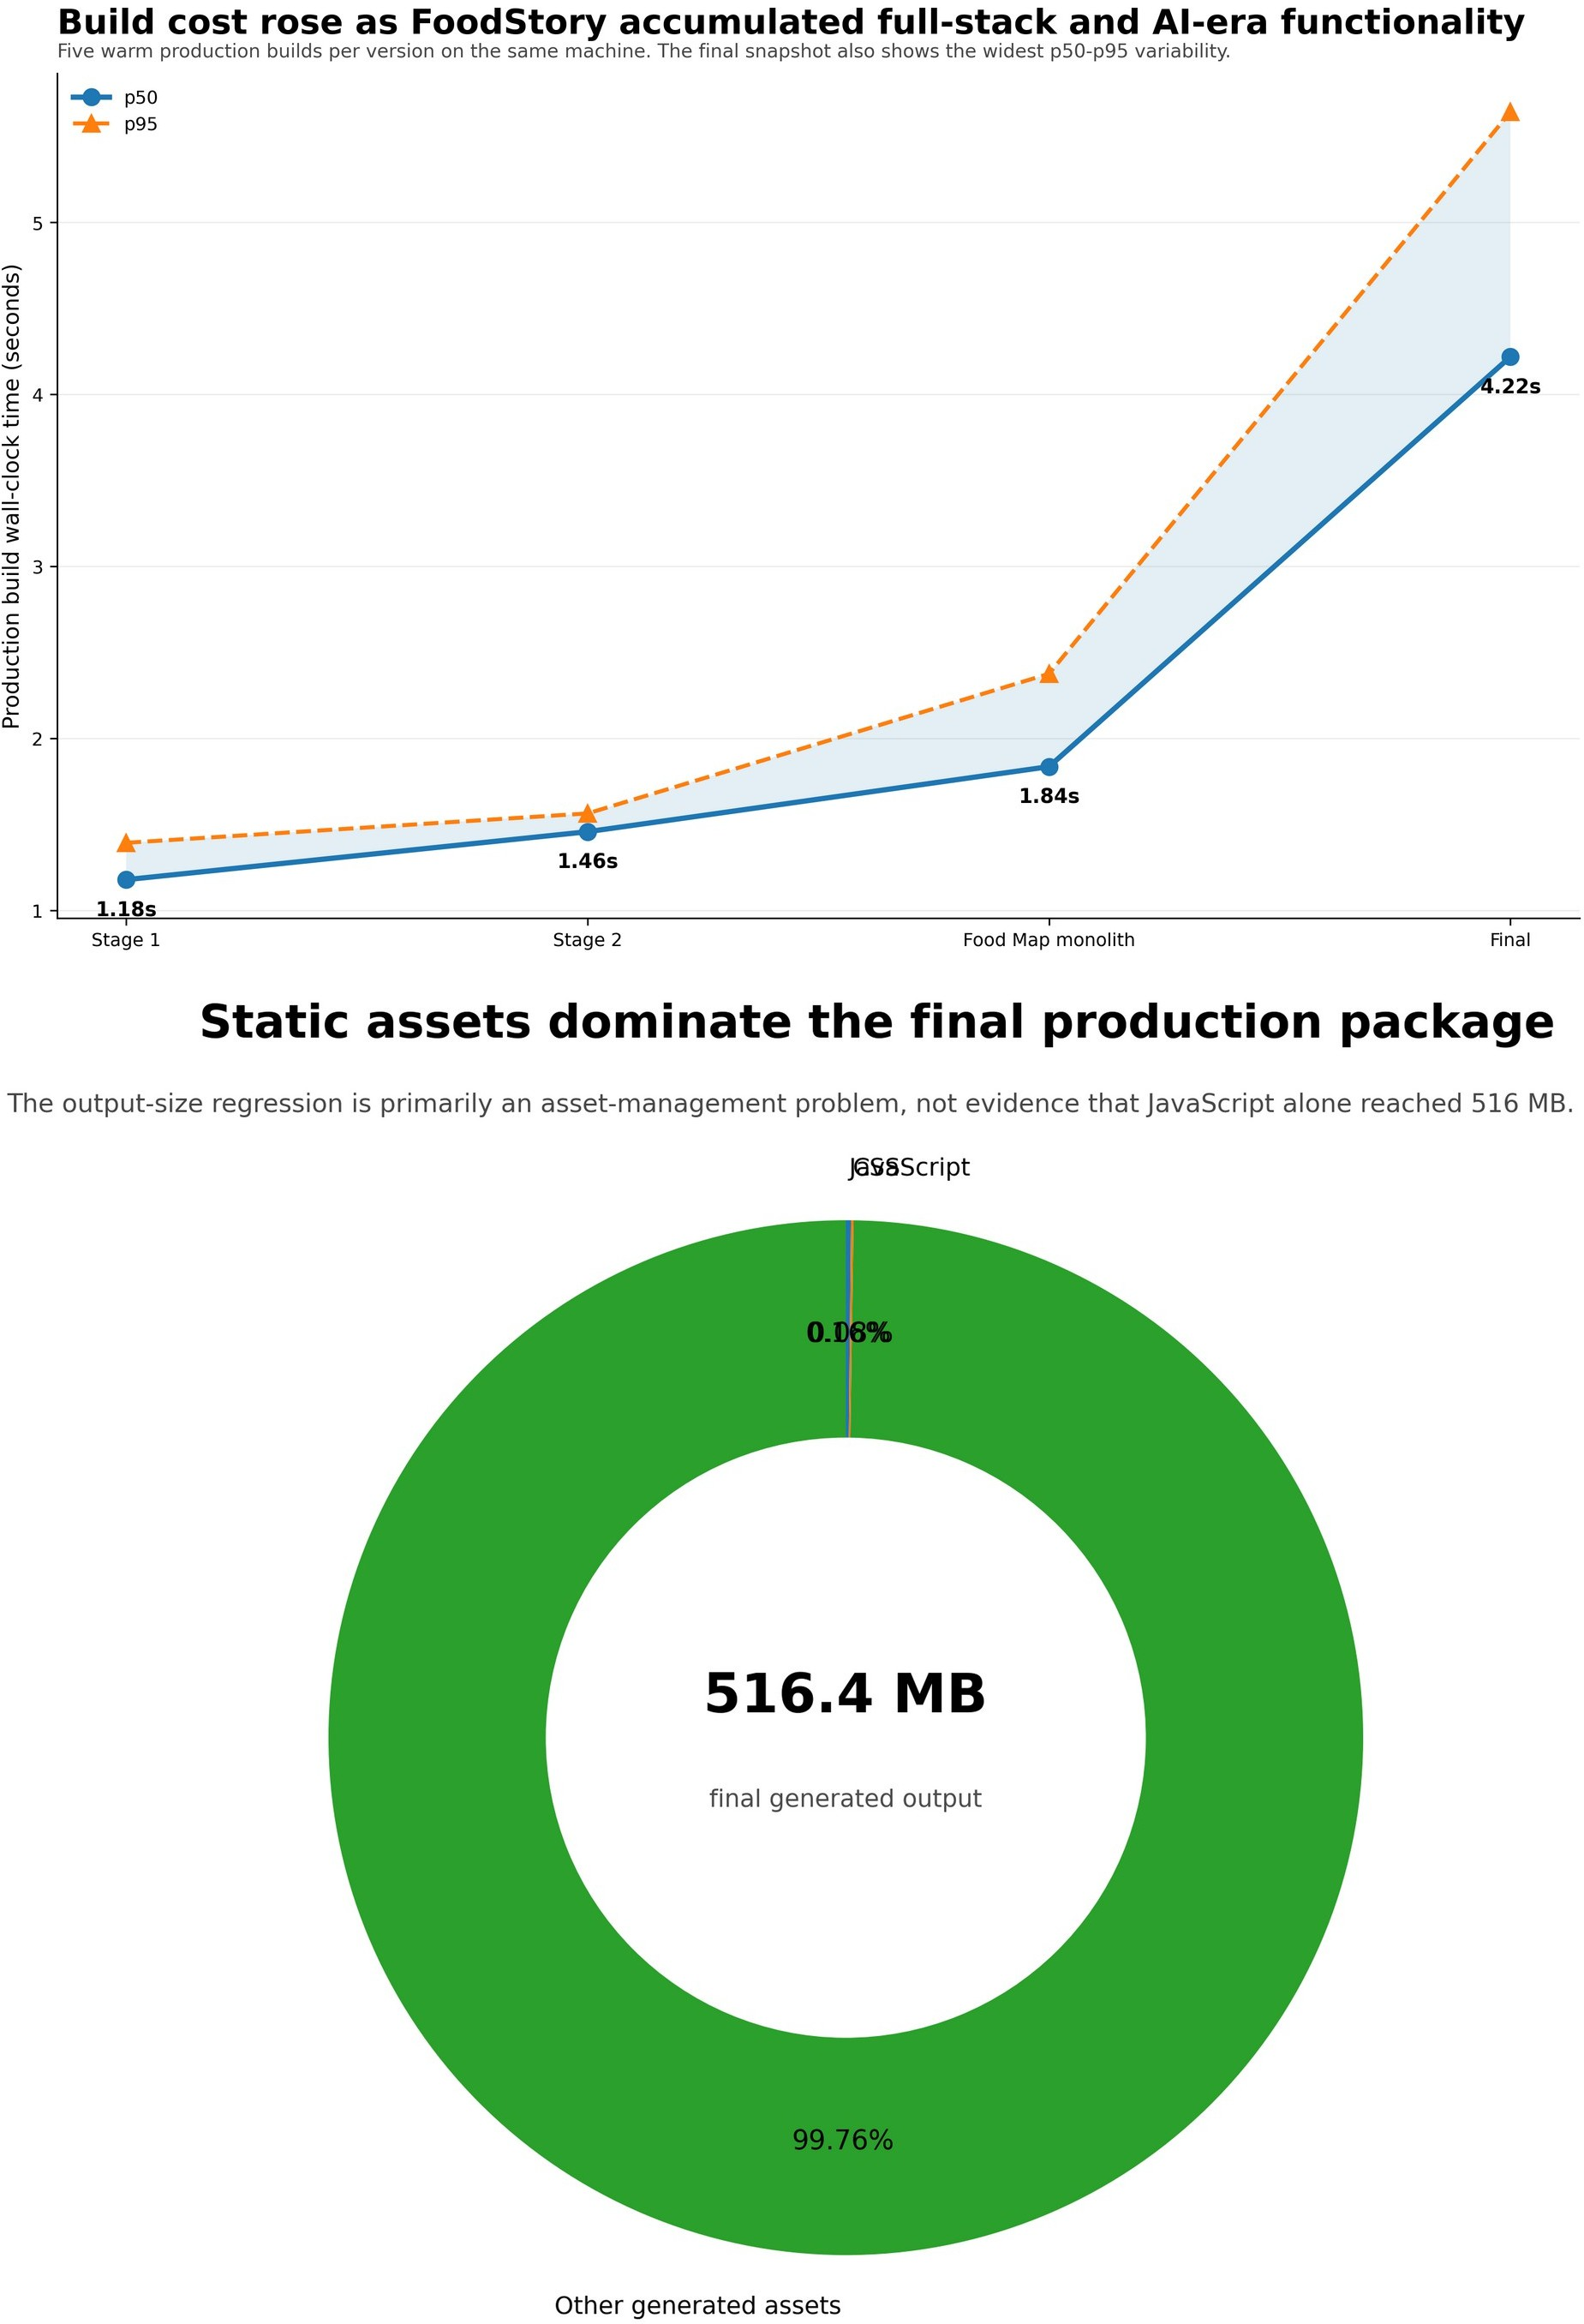 Build cost rose as FoodStory accumulated full-stack and AI-era functionality
Five warm production builds per version on the same machine. The final snapshot also shows the widest p50-p95 variability.
p50
p95
Production build wall-clock time (seconds)
5
4
3
2
1
4.22s
1.84s
1.46s
1.18s
Stage 1
Stage 2
Food Map monolith
Final
Static assets dominate the final production package
The output-size regression is primarily an asset-management problem, not evidence that JavaScript alone reached 516 MB.
JavaScript
CSS
0.16%
516.4 MB
final generated output
99.76%
Other generated assets